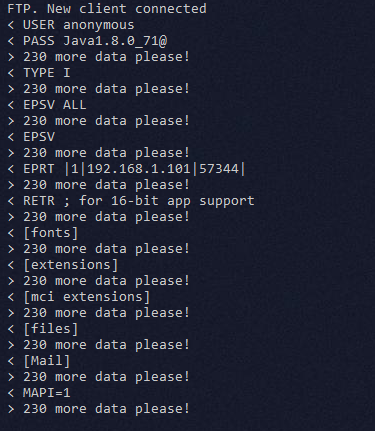 FTP. New client connected
< USER anonymous
< PASS Java1.8.0_71@
> 230 more data please!
< TYPE I
> 230 more data please!
< EPSV ALL
> 230 more data please!
< EPSV
> 230 more data please!
< EPRT |1|192.168.1.101|57344|
> 230 more data please!
< RETR ; for 16-bit app support
> 230 more data please!
< [fonts]
> 230 more data please!
< [extensions]
> 230 more data please!
< [mci extensions]
> 230 more data please!
< [files]
> 230 more data please!
< [Mail]
> 230 more data please!
< MAPI=1
> 230 more data please!